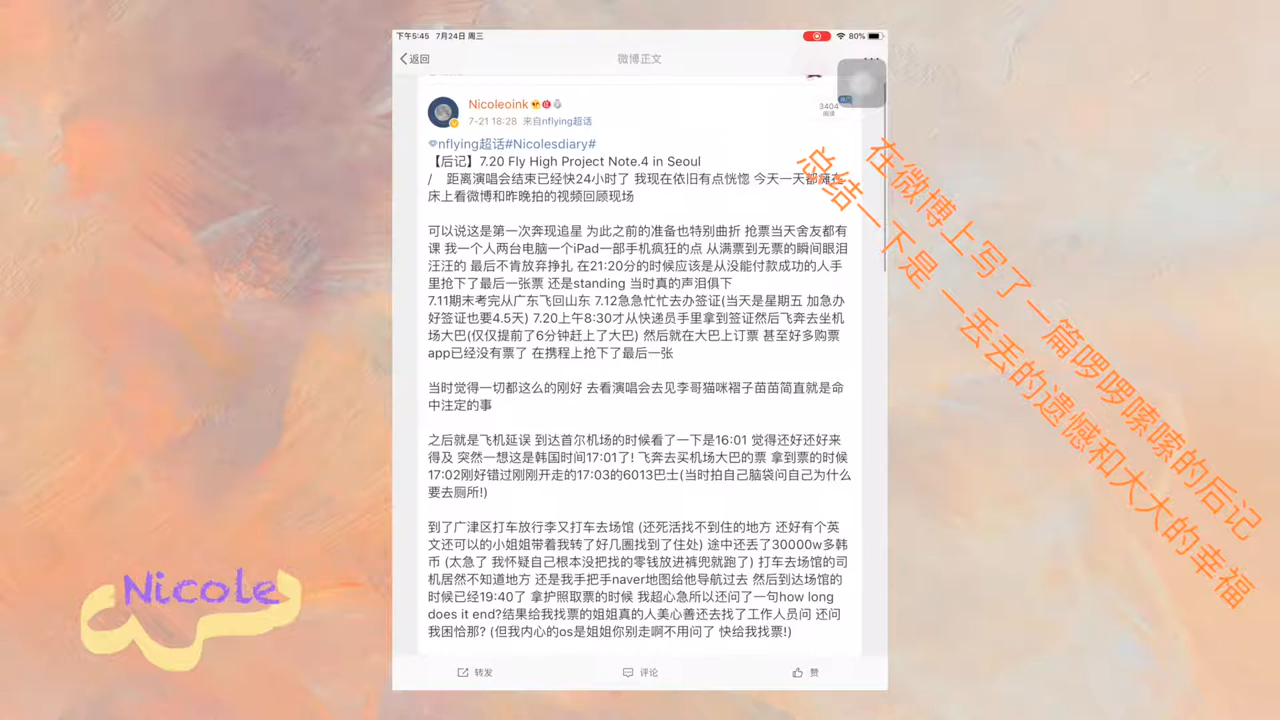 下午5:45 7月24日 周三
80%
返回
微博正文
Nicoleoink
3404
阅读
7-21 18:28 来自nflying超话
nflying超话#Nicolesdiary#
【后记】7.20 Fly High Project Note.4 in Seoul
/ 距离演唱会结束已经快24小时了 我现在依旧有点恍惚 今天一天都瘫在
床上看微博和昨晚拍的视频回顾现场
可以说这是第一次奔现追星 为此之前的准备也特别曲折 抢票当天舍友都有
课 我一个人两台电脑一个iPad一部手机疯狂的点 从满票到无票的瞬间眼泪
汪汪的 最后不肯放弃挣扎 在21:20分的时候应该是从没能付款成功的人手
里抢下了最后一张票 还是standing 当时真的声泪俱下
7.11期末考完从广东飞回山东 7.12急急忙忙去办签证(当天是星期五 加急办
好签证也要4.5天) 7.20上午8:30才从快递员手里拿到签证然后飞奔去坐机
场大巴(仅仅提前了6分钟赶上了大巴) 然后就在大巴上订票 甚至好多购票
app已经没有票了 在携程上抢下了最后一张
当时觉得一切都这么的刚好 去看演唱会去见李哥猫咪褶子苗苗简直就是命
中注定的事
之后就是飞机延误 到达首尔机场的时候看了一下是16:01 觉得还好还好来
得及 突然一想这是韩国时间17:01了! 飞奔去买机场大巴的票 拿到票的时候
17:02刚好错过刚刚开走的17:03的6013巴士(当时拍自己脑袋问自己为什么
要去厕所!)
到了广津区打车放行李又打车去场馆 (还死活找不到住的地方 还好有个英
文还可以的小姐姐带着我转了好几圈找到了住处) 途中还丢了30000w多韩
币 (太急了 我怀疑自己根本没把找的零钱放进裤兜就跑了) 打车去场馆的司
机居然不知道地方 还是我手把手naver地图给他导航过去 然后到达场馆的
时候已经19:40了 拿护照取票的时候 我超心急所以还问了一句how long
does it end?结果给我找票的姐姐真的人美心善还去找了工作人员问 还问
我困恰那? (但我内心的os是姐姐你别走啊不用问了 快给我找票!)
转发
评论
赞
在微博上写了一篇啰啰嗦嗦的后记
总结一下是 一丢丢的遗憾和大大的幸福
Nicole